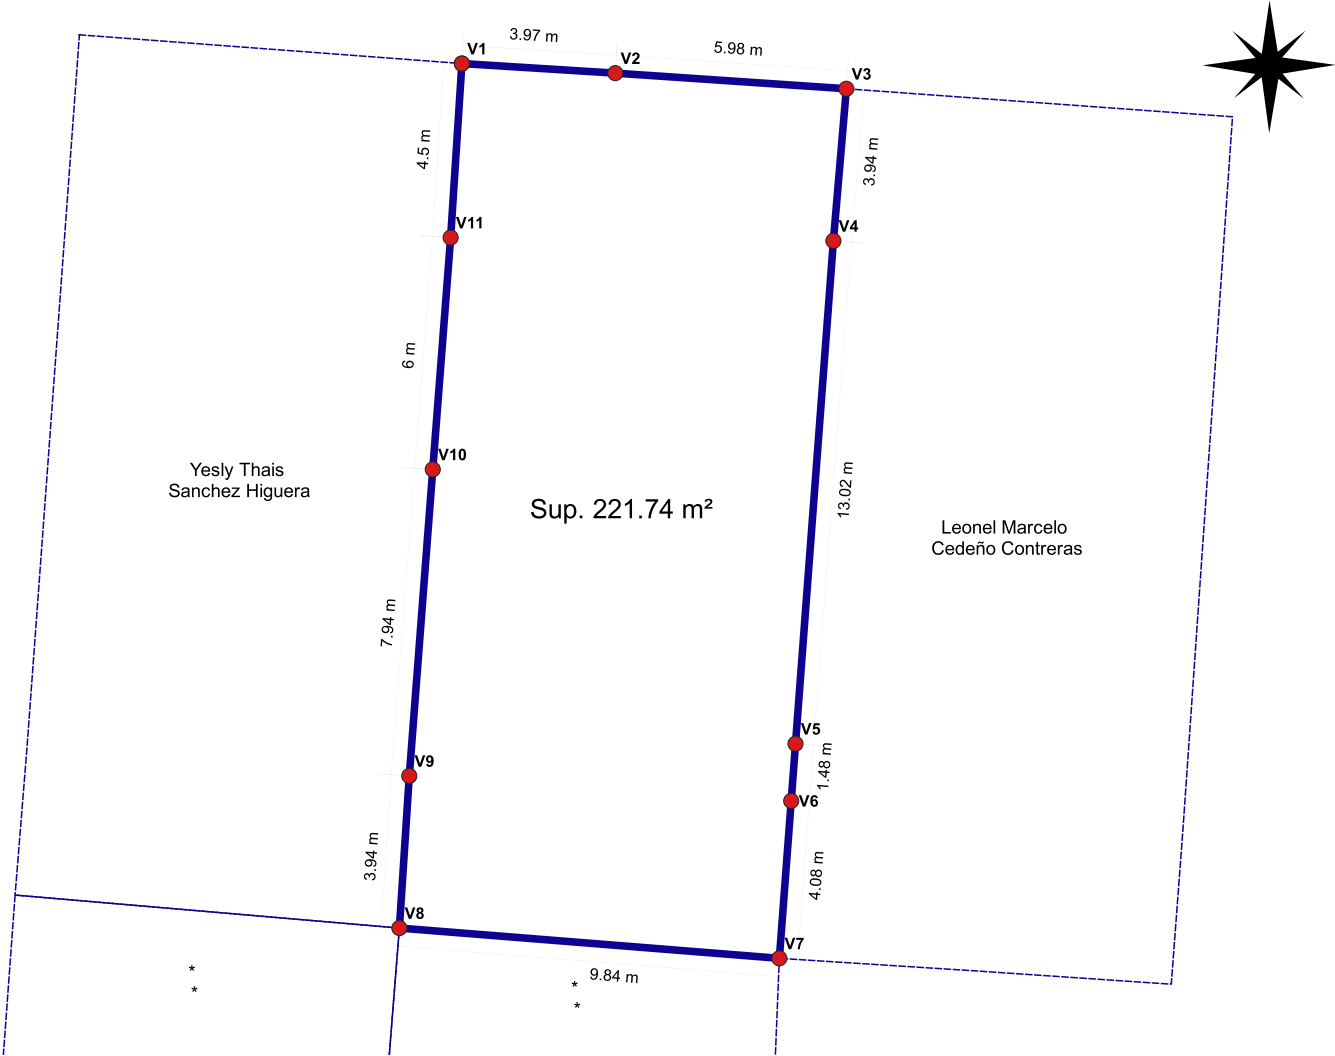 3.97 m
5.98 m
V1
V2
V3
4.5 m
3.94 m
V11
V4
6 m
V10
Yesly Thais
Sanchez Higuera
13.02 m
Sup. 221.74 m²
Leonel Marcelo
Cedeño Contreras
7.94 m
V5
1.48 m
V9
V6
3.94 m
4.08 m
V8
V7
9.84 m
*
*
*
*